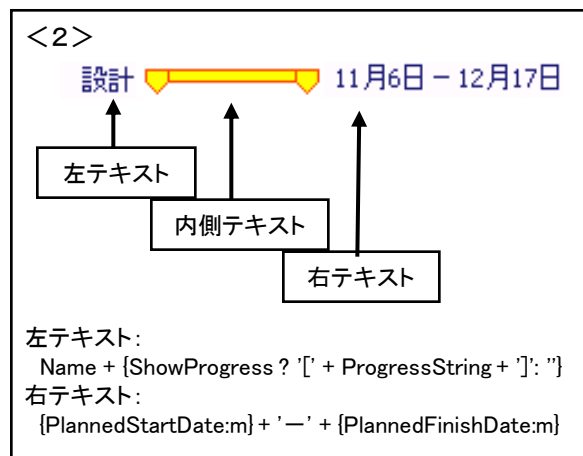 ＜２＞
設計 11月6日－12月17日
左テキスト
内側テキスト
右テキスト
左テキスト：
Name + {ShowProgress ? '[' + ProgressString + ']': ''}
右テキスト：
{PlannedStartDate:m} + '－' + {PlannedFinishDate:m}